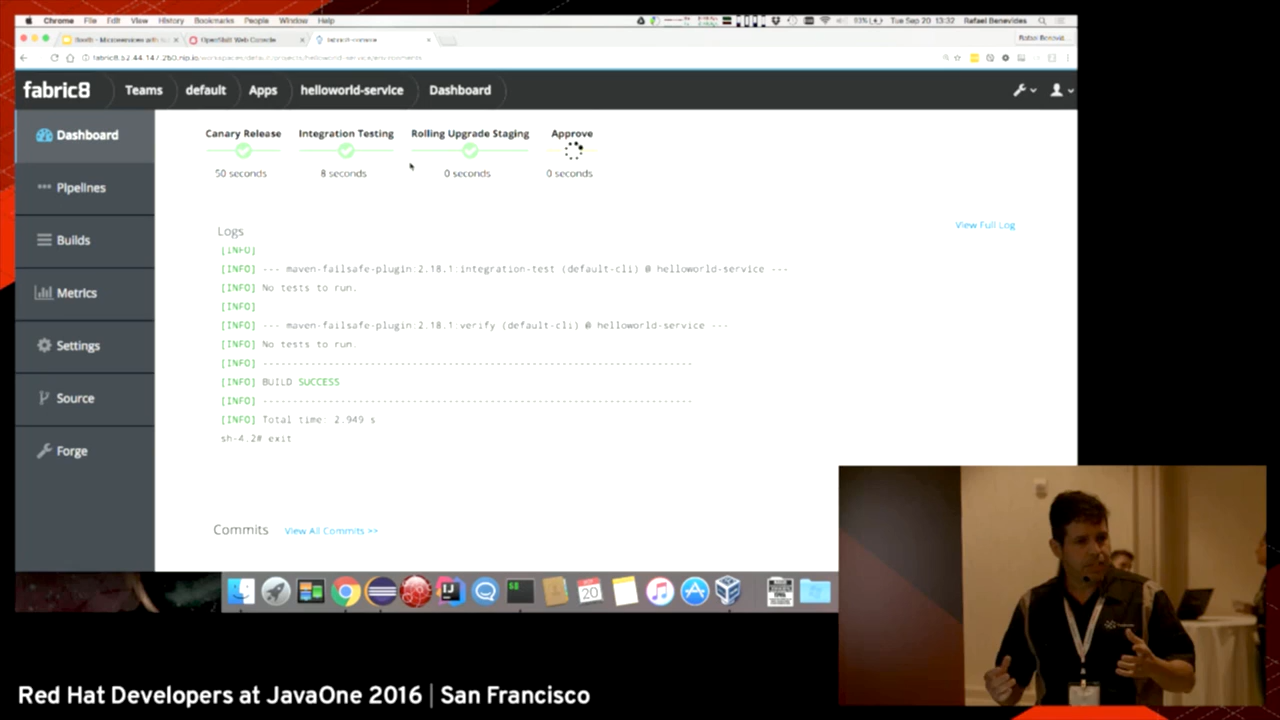 Chrome File Edit View History Bookmarks People Window Help
93% Tue Sep 20 13:32 Rafael Benevides
OpenShift Web Console
fabric8 Teams default Apps helloworld-service Dashboard
Dashboard
Pipelines
Builds
Metrics
Settings
Source
Forge
Canary Release Integration Testing Rolling Upgrade Staging Approve
50 seconds 8 seconds 0 seconds 0 seconds
Logs
View Full Log
[INFO]
[INFO] --- maven-failsafe-plugin:2.18.1:integration-test (default-cli) @ helloworld-service ---
[INFO] No tests to run.
[INFO]
[INFO] --- maven-failsafe-plugin:2.18.1:verify (default-cli) @ helloworld-service ---
[INFO] No tests to run.
[INFO] ------------------------------------------------------------------------
[INFO] BUILD SUCCESS
[INFO] ------------------------------------------------------------------------
[INFO] Total time: 2.949 s
sh-4.2# exit
Commits View All Commits >>
20
Red Hat Developers at JavaOne 2016 | San Francisco